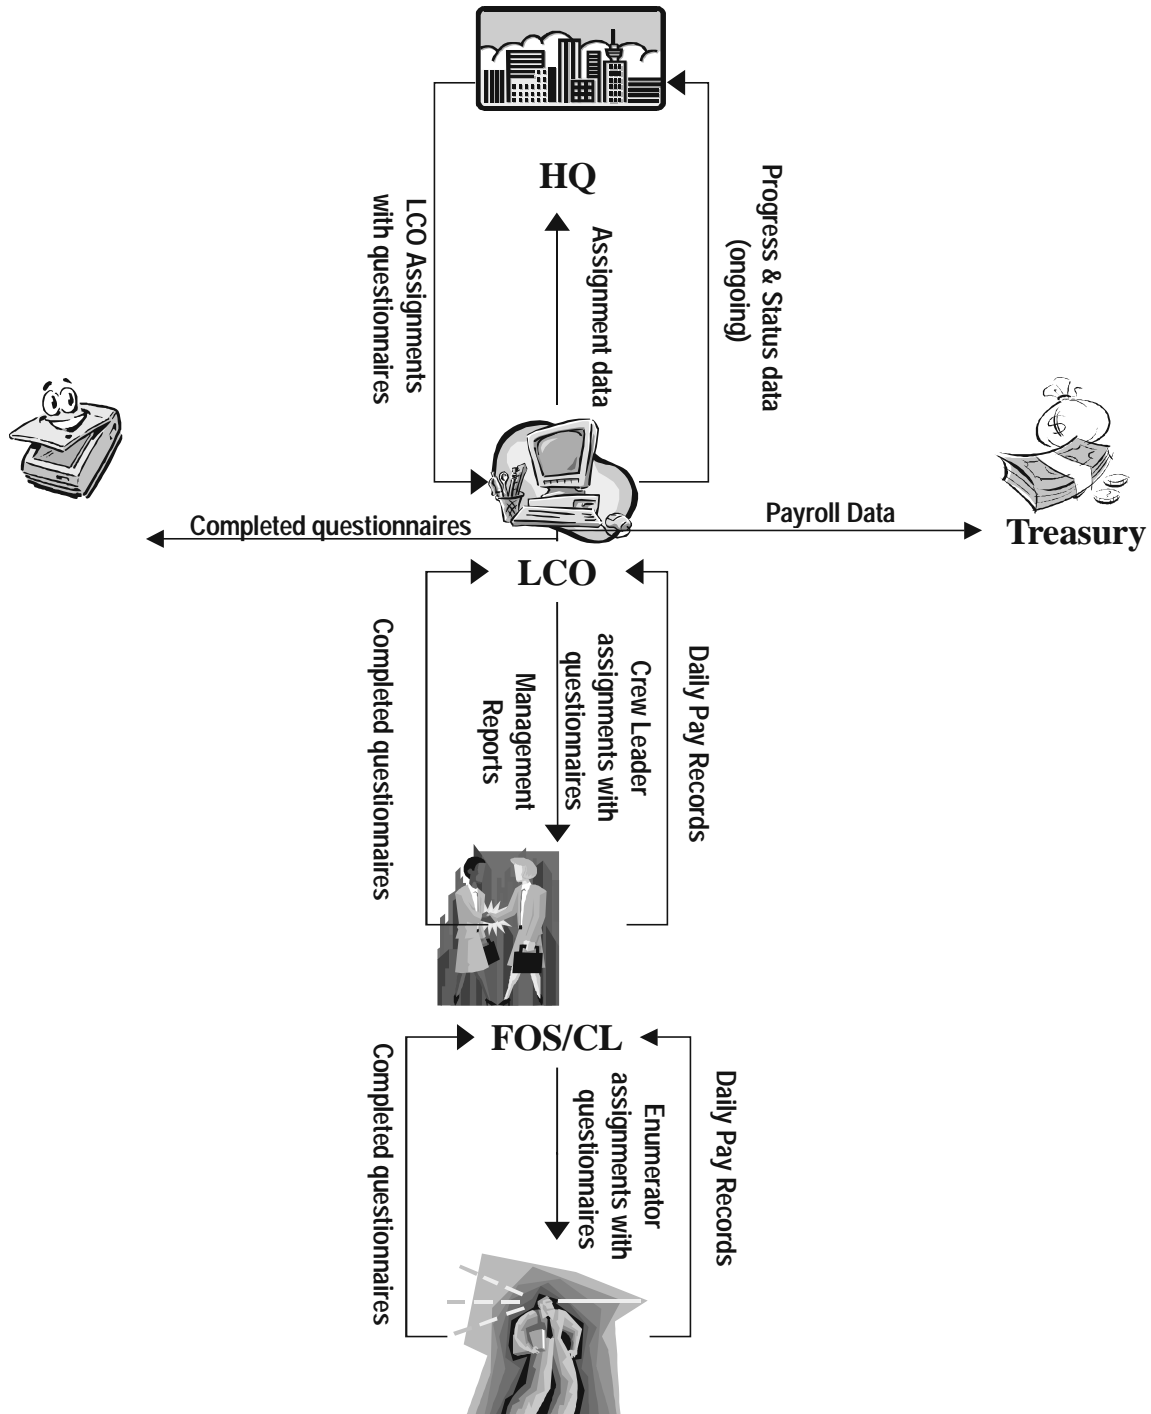 HQ
LCO Assignments
with questionnaires
Assignment data
Progress & Status data
(ongoing)
Completed questionnaires
Payroll Data
Treasury
LCO
Completed questionnaires
Management
Reports
Crew Leader
assignments with
questionnaires
Daily Pay Records
FOS/CL
Completed questionnaires
Enumerator
assignments with
questionnaires
Daily Pay Records